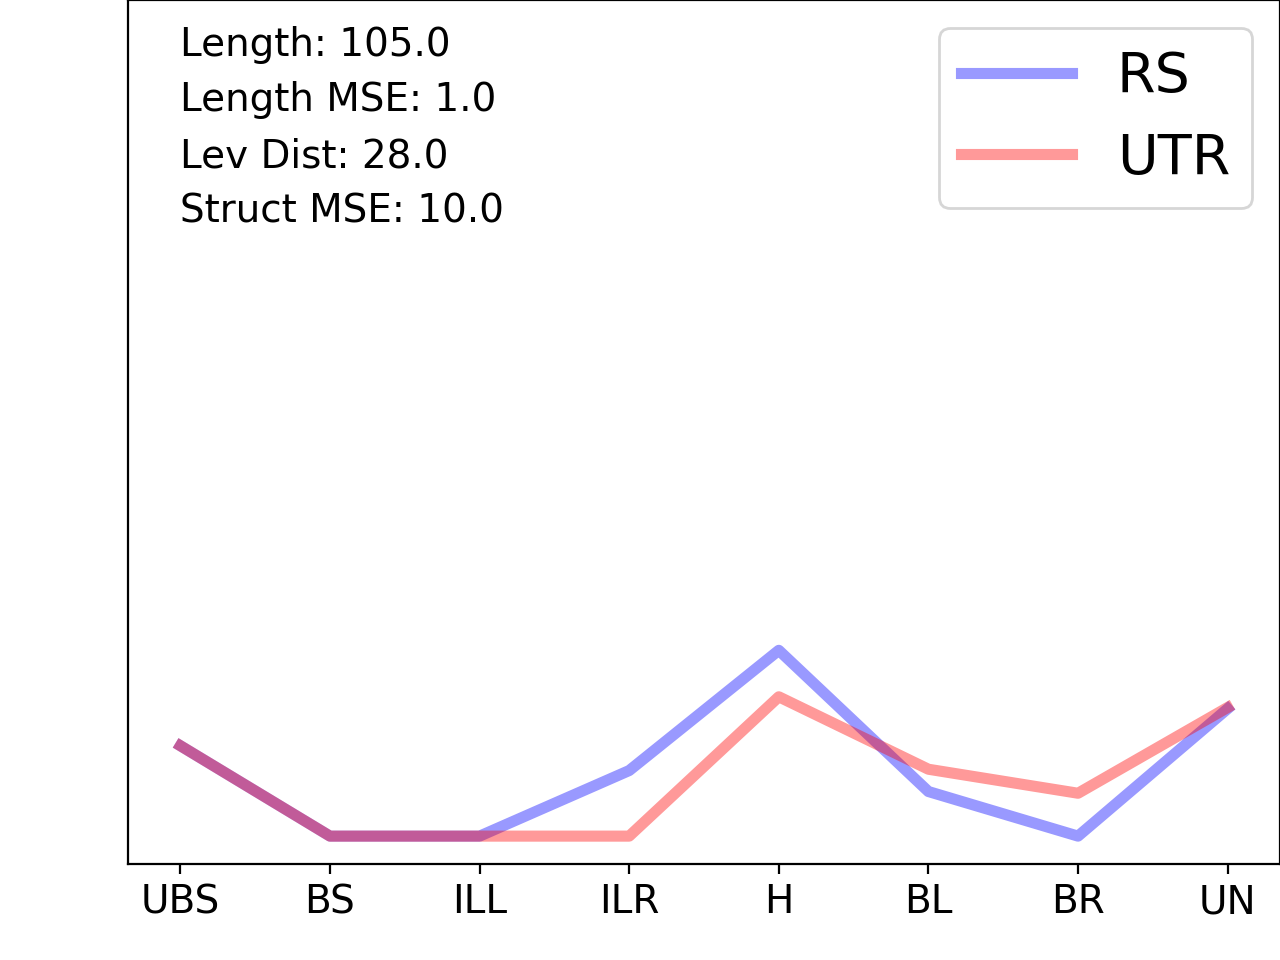 Length: 105.0
Length MSE: 1.0
Lev Dist: 28.0
Struct MSE: 10.0
RS
UTR
UBS BS ILL ILR H BL BR UN